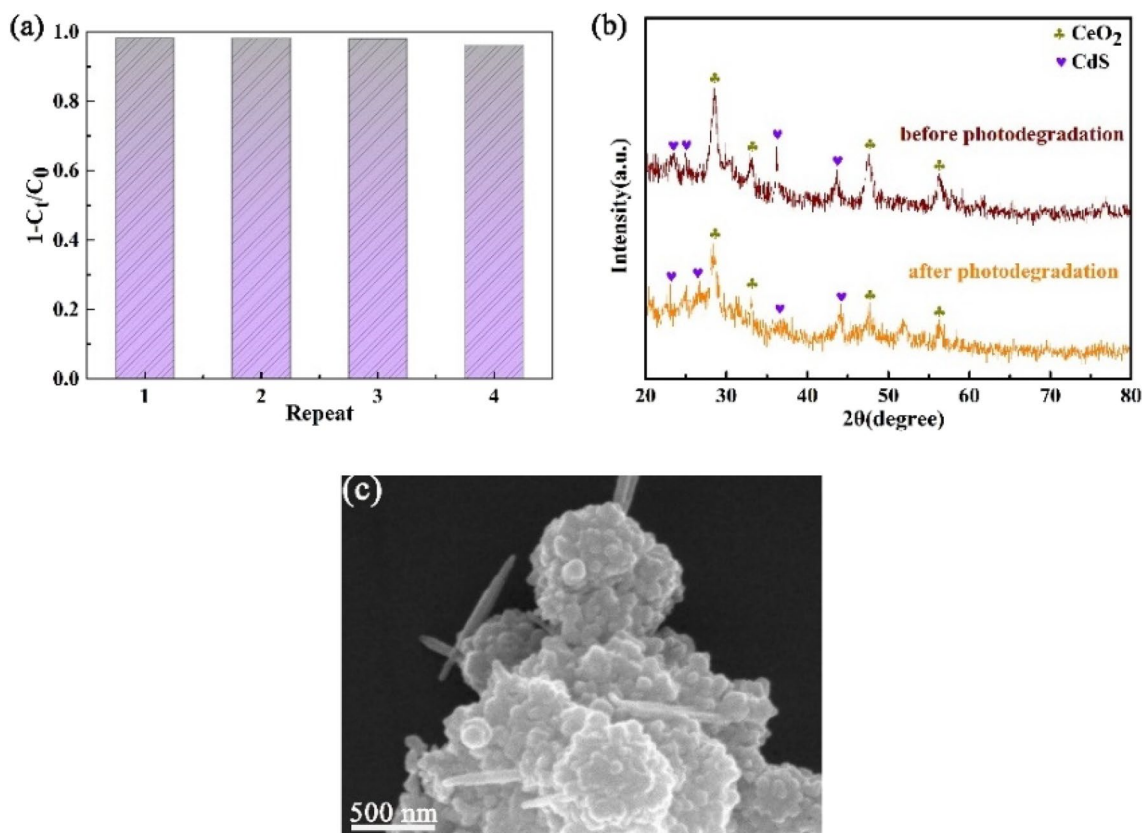 (a)
1.0
0.8
0.6
0.4
0.2
0.0
1-Cₜ/C₀
1 2 3 4
Repeat
(b)
♣ CeO₂
♥ CdS
before photodegradation
after photodegradation
Intensity(a.u.)
20 30 40 50 60 70 80
2θ(degree)
(c)
500 nm